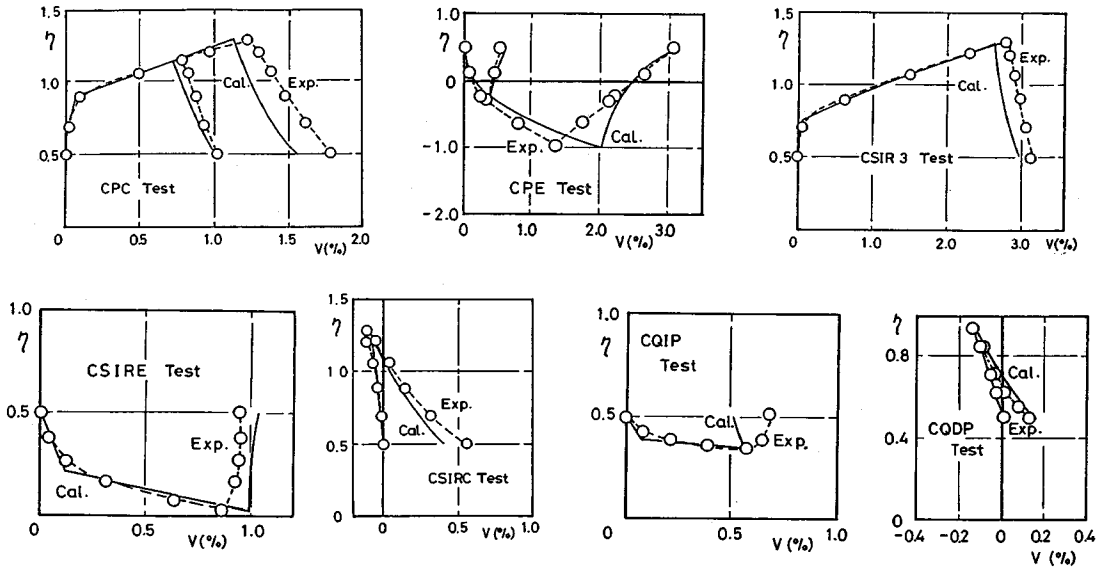 η
1.5
1.0
0.5
Cal.
Exp.
CPC Test
0
0.5
1.0
1.5
2.0
V(%)
η
1.0
0
-1.0
-2.0
Exp.
Cal.
CPE Test
0
1.0
2.0
3.0
V(%)
η
1.5
1.0
0.5
Cal.
Exp.
CSIR 3 Test
0
1.0
2.0
3.0
V(%)
1.0
η
CSIRE Test
0.5
Exp.
Cal.
0
0
0.5
1.0
V(%)
1.5
η
1.0
0.5
0
Exp.
Cal.
CSIRC Test
0
0.5
1.0
V(%)
1.0
η
CQIP
Test
0.5
Cal.
Exp.
0
0
0.5
1.0
V(%)
η
0.8
0.4
0
Cal.
CQDP
Exp.
Test
-0.4
-0.2
0
0.2
0.4
V(%)